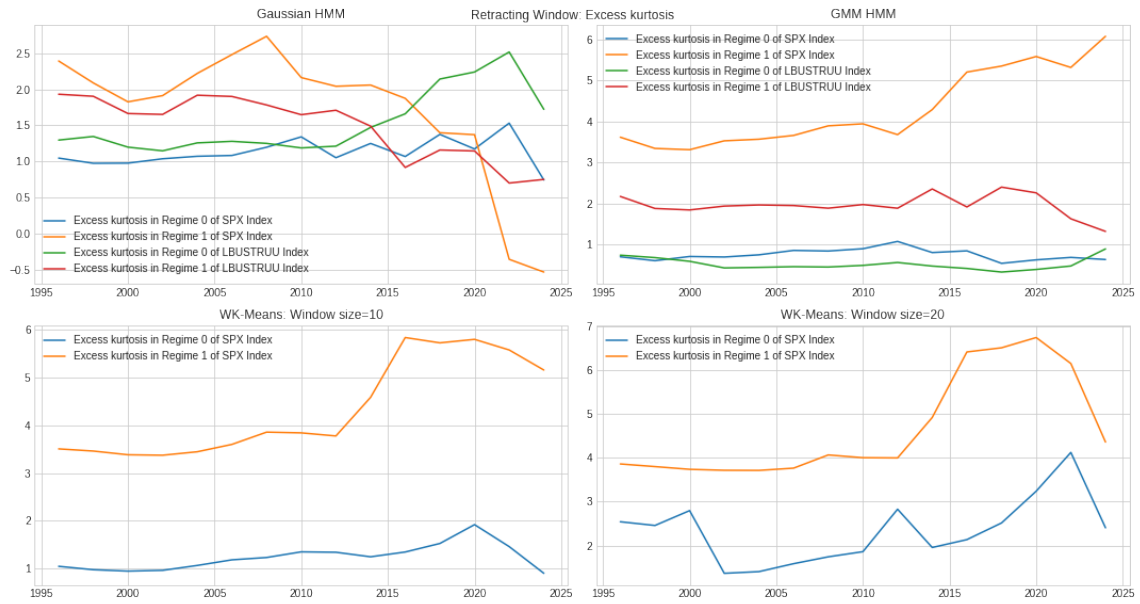 Retracting Window: Excess kurtosis
Gaussian HMM
2.5
2.0
1.5
1.0
0.5
0.0
−0.5
Excess kurtosis in Regime 0 of SPX Index
Excess kurtosis in Regime 1 of SPX Index
Excess kurtosis in Regime 0 of LBUSTRUU Index
Excess kurtosis in Regime 1 of LBUSTRUU Index
1995 2000 2005 2010 2015 2020 2025
GMM HMM
6
5
4
3
2
1
Excess kurtosis in Regime 0 of SPX Index
Excess kurtosis in Regime 1 of SPX Index
Excess kurtosis in Regime 0 of LBUSTRUU Index
Excess kurtosis in Regime 1 of LBUSTRUU Index
1995 2000 2005 2010 2015 2020 2025
WK-Means: Window size=10
6
5
4
3
2
1
Excess kurtosis in Regime 0 of SPX Index
Excess kurtosis in Regime 1 of SPX Index
1995 2000 2005 2010 2015 2020 2025
WK-Means: Window size=20
7
6
5
4
3
2
Excess kurtosis in Regime 0 of SPX Index
Excess kurtosis in Regime 1 of SPX Index
1995 2000 2005 2010 2015 2020 2025